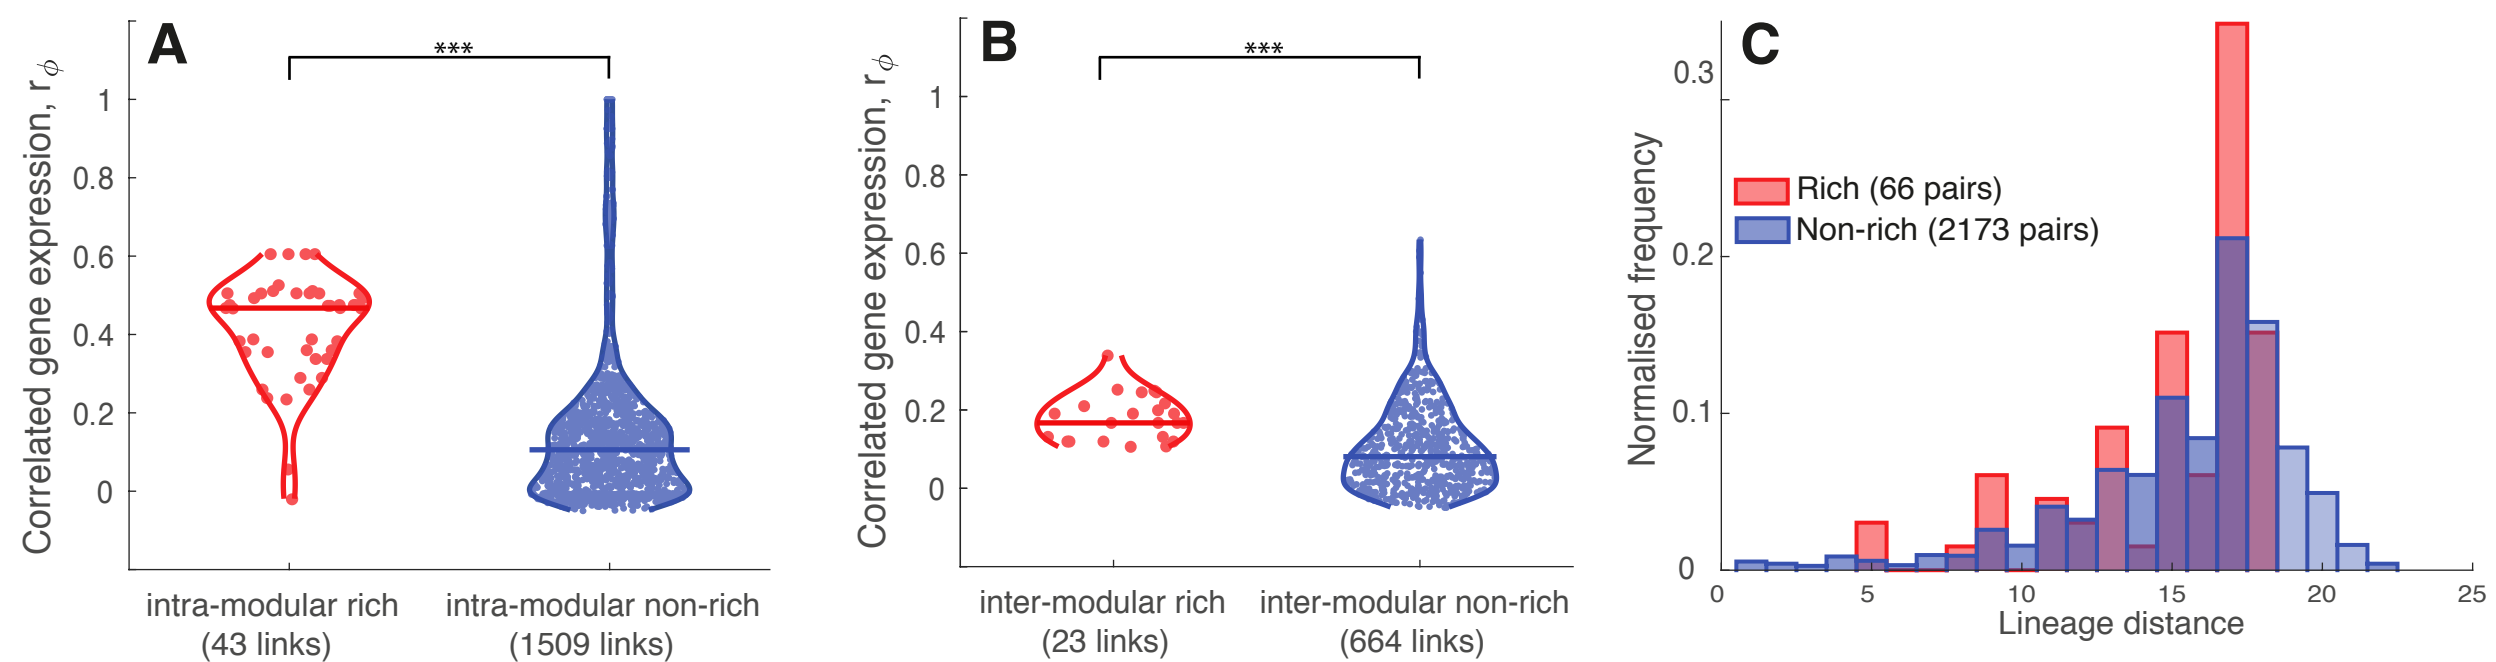 A
***
Correlated gene expression, rϕ
1
0.8
0.6
0.4
0.2
0
intra-modular rich
(43 links)
intra-modular non-rich
(1509 links)
B
***
Correlated gene expression, rϕ
1
0.8
0.6
0.4
0.2
0
inter-modular rich
(23 links)
inter-modular non-rich
(664 links)
C
Normalised frequency
0.3
0.2
0.1
0
Rich (66 pairs)
Non-rich (2173 pairs)
0 5 10 15 20 25
Lineage distance